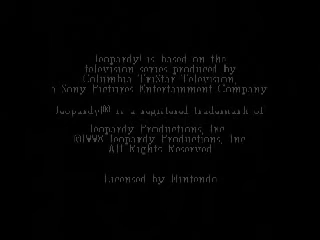 Jeopardy! is based on the
television series produced by
Columbia TriStar Television,
a Sony Pictures Entertainment Company
Jeopardy!® is a registered trademark of
Jeopardy Productions, Inc
©1998 Jeopardy Productions, Inc
All Rights Reserved
Licensed by Nintendo